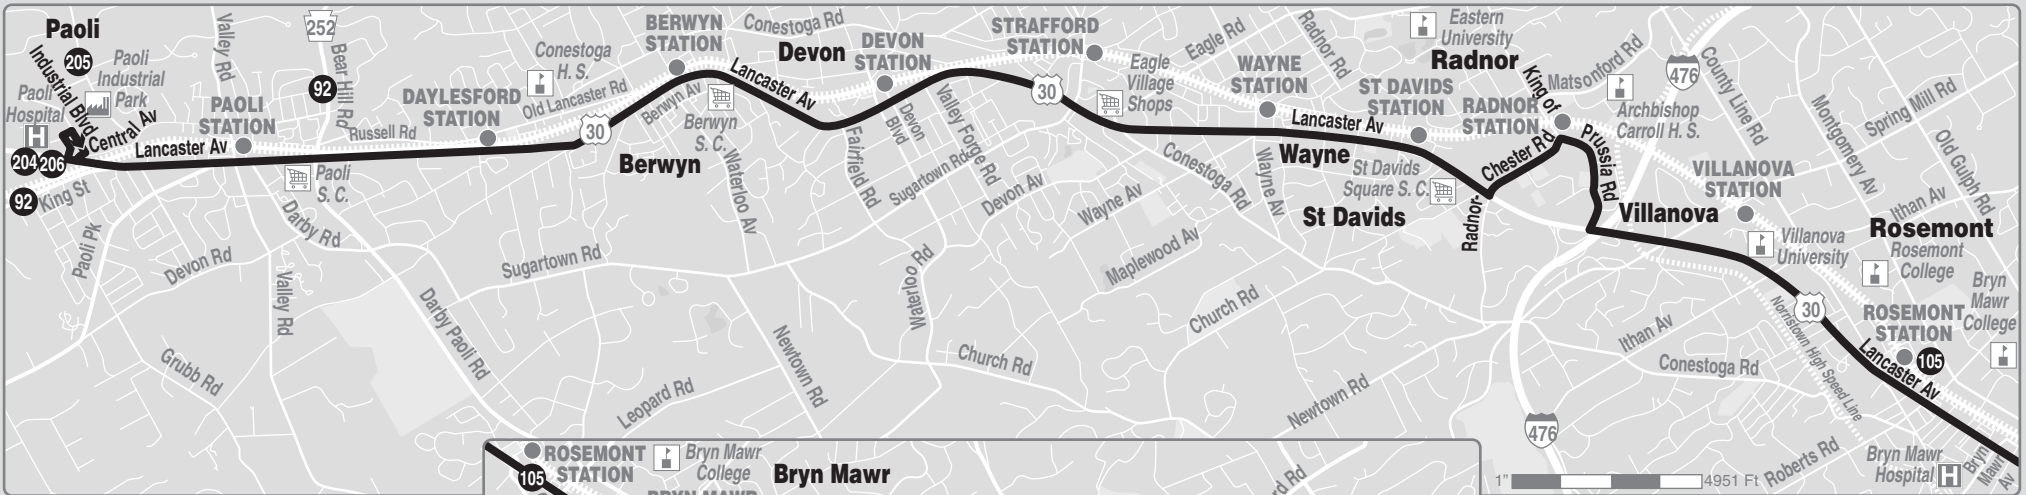 Paoli
205
Industrial Blvd
Paoli
Industrial
Park
Paoli
Hospital
H
Central Av
204
206
92
King St
Paoli Pk
Valley Rd
252
Bear Hill Rd
92
PAOLI
STATION
Lancaster Av
Russell Rd
Paoli
S. C.
Darby Rd
Devon Rd
Valley Rd
Grubb Rd
Darby Paoli Rd
DAYLESFORD
STATION
Conestoga
H. S.
Old Lancaster Rd
30
BERWYN
STATION
Berwyn Av
Berwyn
S. C.
Berwyn
Waterloo Av
Sugartown Rd
Leopard Rd
Newtown Rd
Conestoga Rd
Devon
Lancaster Av
DEVON
STATION
Devon
Blvd
Fairfield Rd
Valley Forge Rd
Sugartown Rd
Devon Av
Waterloo Rd
Church Rd
STRAFFORD
STATION
30
Eagle
Village
Shops
Eagle Rd
Wayne Av
Maplewood Av
Church Rd
Conestoga Rd
WAYNE
STATION
Radnor Rd
Lancaster Av
Wayne
Wayne Av
ST DAVIDS
STATION
St Davids
Square S. C.
St Davids
Newtown Rd
Eastern
University
Radnor
RADNOR
STATION
King of
Prussia Rd
Chester Rd
Radnor-
Matsonford Rd
Archbishop
Carroll H. S.
476
County Line Rd
Montgomery Av
Spring Mill Rd
Old Gulph Rd
Ithan Av
VILLANOVA
STATION
Villanova
Villanova
University
Rosemont
Rosemont
College
Bryn
Mawr
College
30
ROSEMONT
STATION
105
Lancaster Av
Norristown High Speed Line
Ithan Av
Conestoga Rd
476
1"
4951 Ft
Roberts Rd
Bryn Mawr
Hospital
H
Bryn
Mawr
Av
ROSEMONT
STATION
105
Bryn Mawr
College
Bryn Mawr
BRYN MAWR
rd Rd